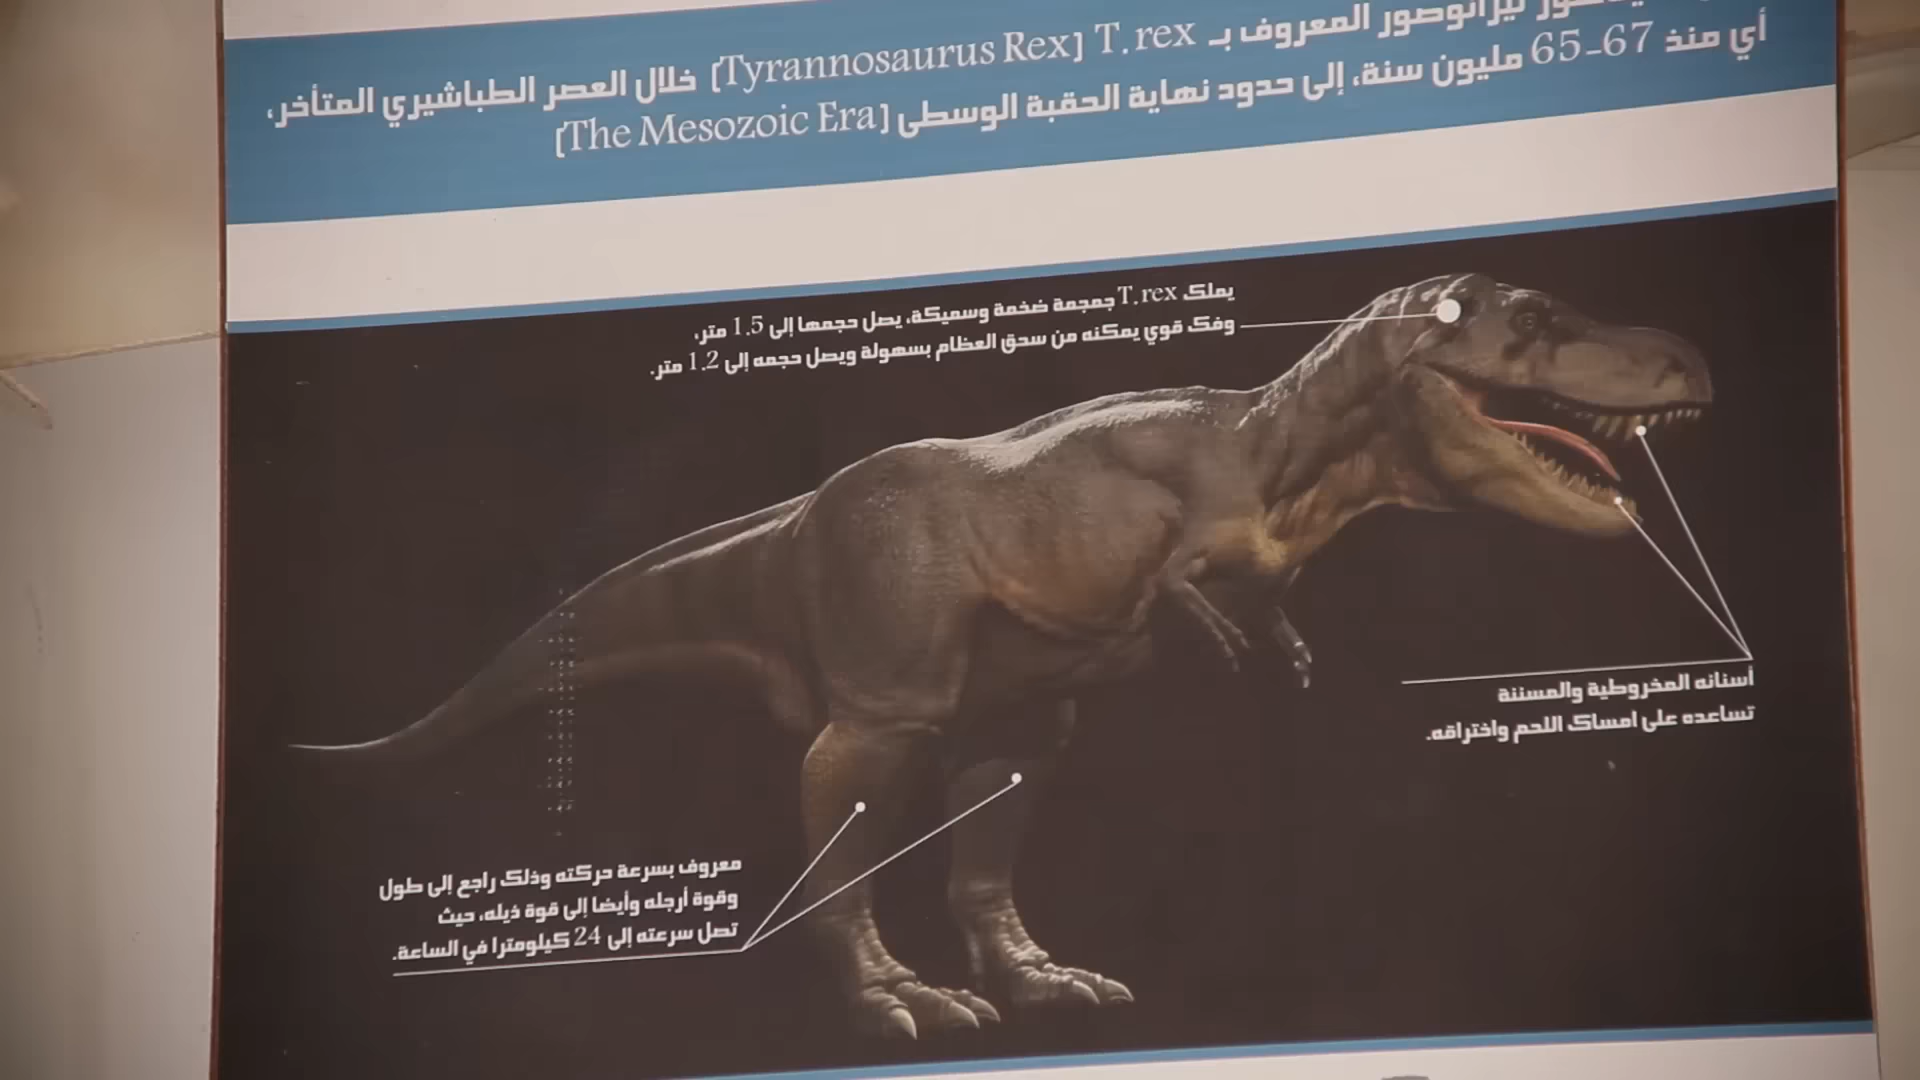 تيرانوصور المعروف بـ T.rex [Tyrannosaurus Rex] خلال العصر الطباشيري المتأخر،
أي منذ 67-65 مليون سنة، إلى حدود نهاية الحقبة الوسطى [The Mesozoic Era]
يملك T.rex جمجمة ضخمة وسميكة، يصل حجمها إلى 1.5 متر،
وفك قوي يمكنه من سحق العظام بسهولة ويصل حجمه إلى 1.2 متر.
أسنانه المخروطية والمسننة
تساعده على امساك اللحم واختراقه.
معروف بسرعة حركته وذلك راجع إلى طول
وقوة أرجله وأيضا إلى قوة ذيله، حيث
تصل سرعته إلى 24 كيلومترا في الساعة.